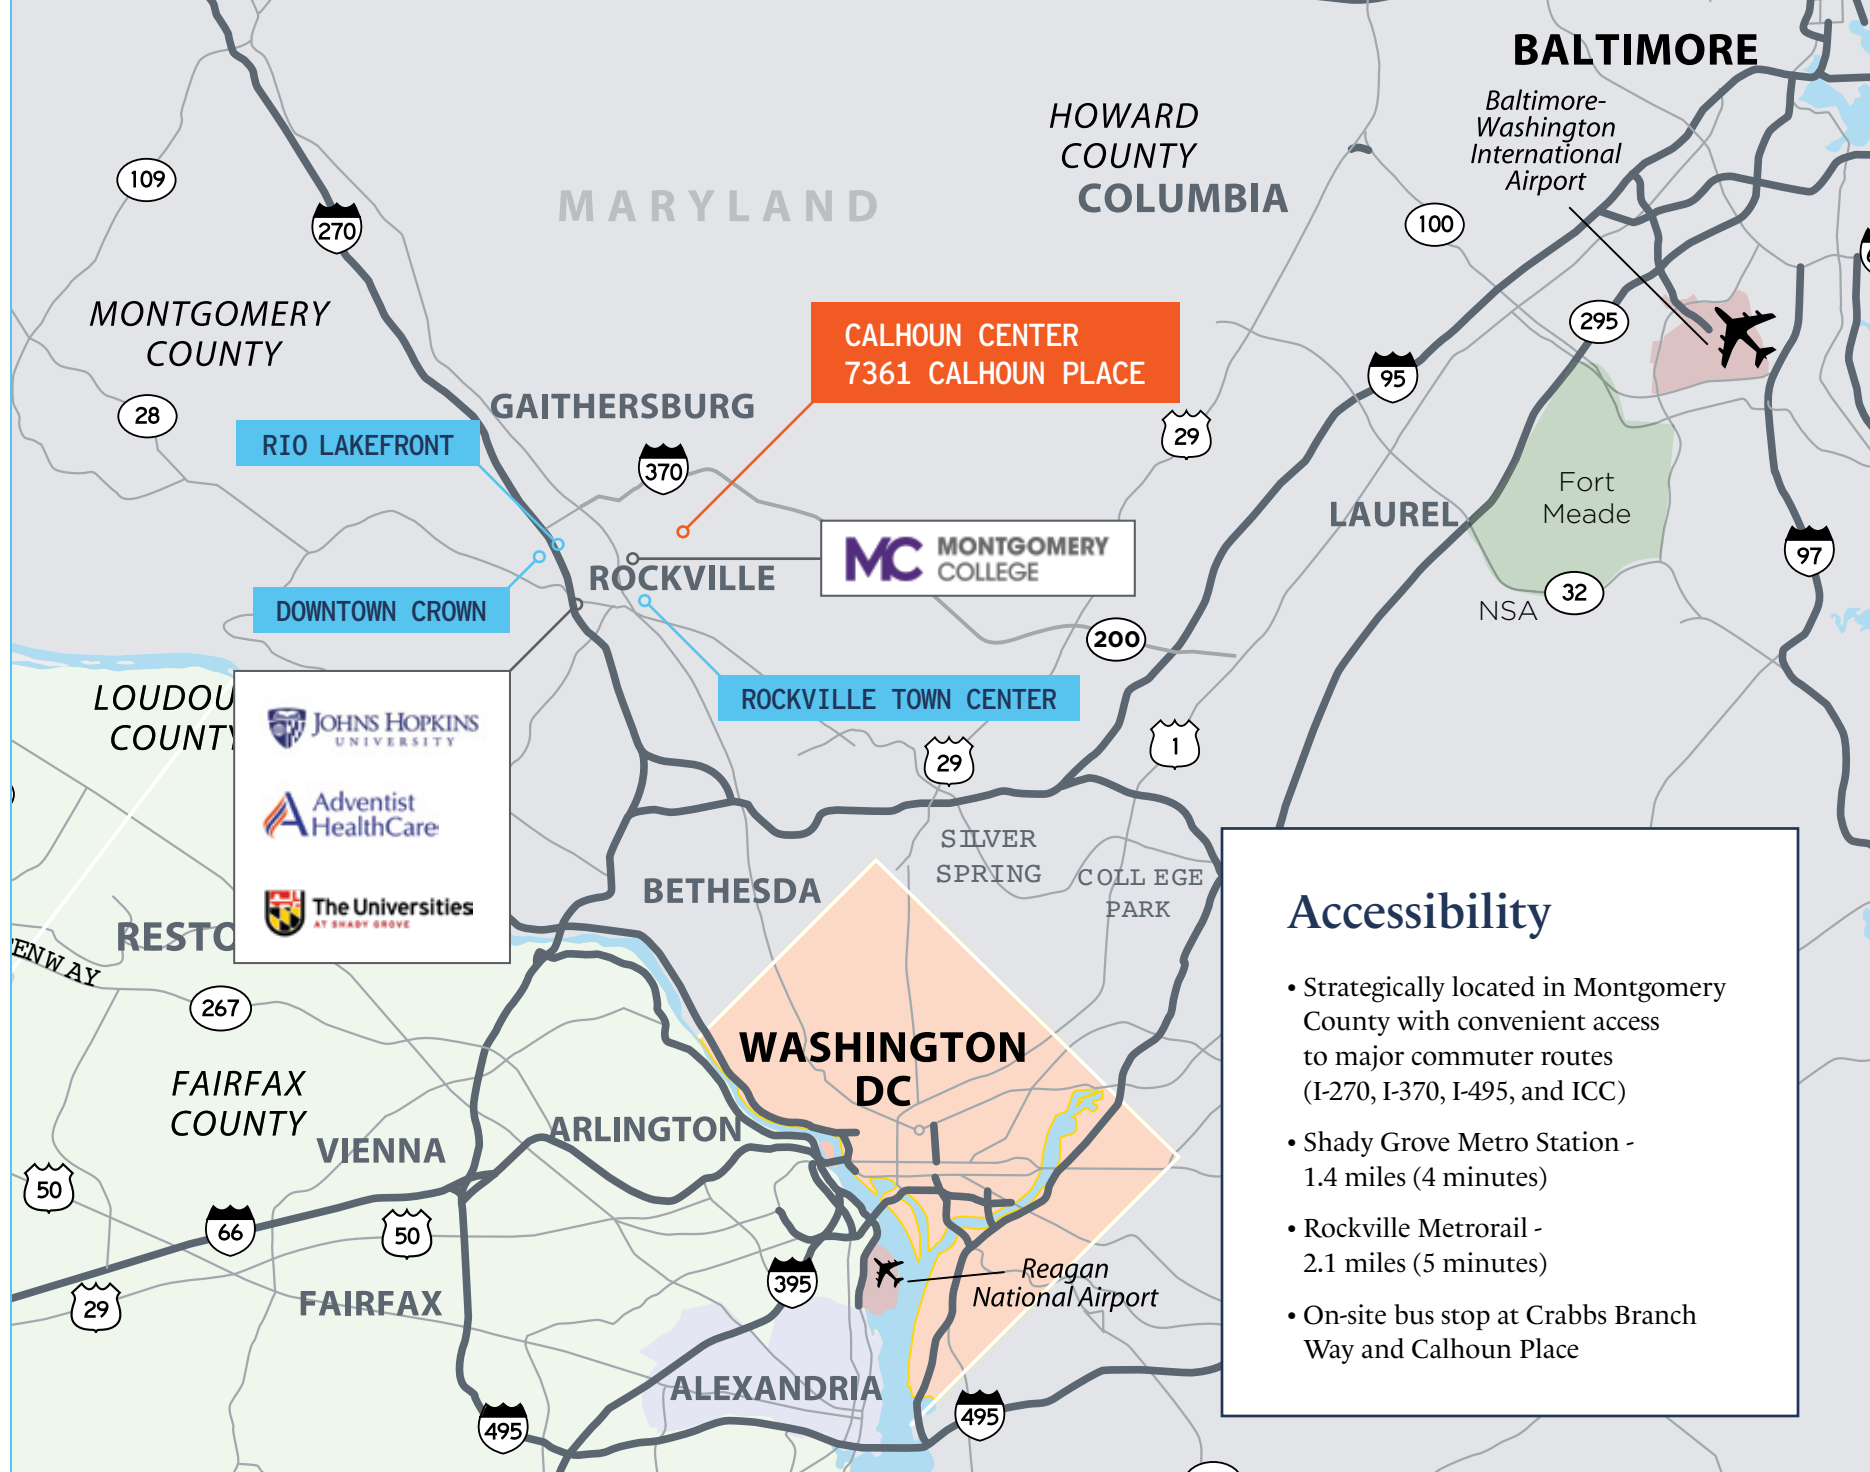 BALTIMORE
Baltimore-
Washington
International
Airport
HOWARD
COUNTY
COLUMBIA
MARYLAND
109
270
100
MONTGOMERY
COUNTY
CALHOUN CENTER
7361 CALHOUN PLACE
295
95
GAITHERSBURG
28
29
RIO LAKEFRONT
370
Fort
Meade
LAUREL
MC MONTGOMERY
COLLEGE
97
ROCKVILLE
32
NSA
DOWNTOWN CROWN
200
ROCKVILLE TOWN CENTER
LOUDOU
COUNTY
JOHNS HOPKINS
UNIVERSITY
1
29
Adventist
HealthCare
SILVER
SPRING
COLLEGE
PARK
BETHESDA
The Universities
AT SHADY GROVE
RESTO
ENWAY
267
WASHINGTON
DC
FAIRFAX
COUNTY
ARLINGTON
VIENNA
50
66
50
395
29
FAIRFAX
Reagan
National Airport
ALEXANDRIA
495
495
Accessibility
• Strategically located in Montgomery
County with convenient access
to major commuter routes
(I-270, I-370, I-495, and ICC)
• Shady Grove Metro Station -
1.4 miles (4 minutes)
• Rockville Metrorail -
2.1 miles (5 minutes)
• On-site bus stop at Crabbs Branch
Way and Calhoun Place